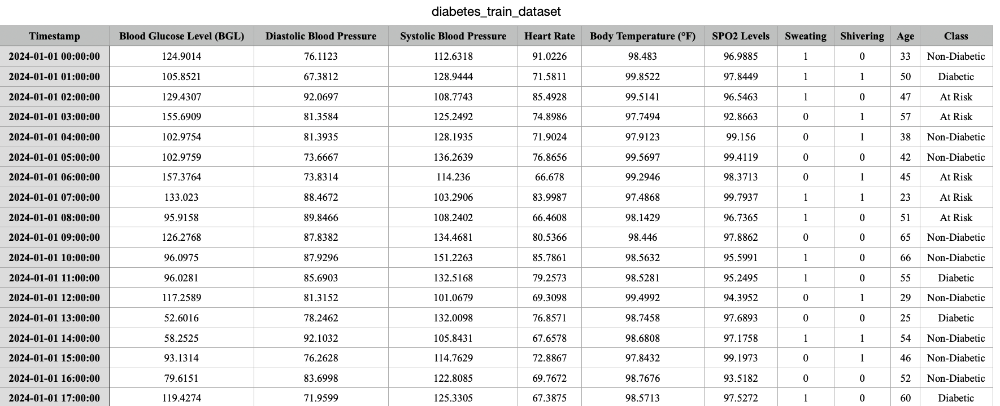 diabetes_train_dataset
Timestamp Blood Glucose Level (BGL) Diastolic Blood Pressure Systolic Blood Pressure Heart Rate Body Temperature (°F) SPO2 Levels Sweating Shivering Age Class
2024-01-01 00:00:00 124.9014 76.1123 112.6318 91.0226 98.483 96.9885 1 0 33 Non-Diabetic
2024-01-01 01:00:00 105.8521 67.3812 128.9444 71.5811 99.8522 97.8449 1 1 50 Diabetic
2024-01-01 02:00:00 129.4307 92.0697 108.7743 85.4928 99.5141 96.5463 1 0 47 At Risk
2024-01-01 03:00:00 155.6909 81.3584 125.2492 74.8986 97.7494 92.8663 0 1 57 At Risk
2024-01-01 04:00:00 102.9754 81.3935 128.1935 71.9024 97.9123 99.156 0 1 38 Non-Diabetic
2024-01-01 05:00:00 102.9759 73.6667 136.2639 76.8656 99.5697 99.4119 0 0 42 Non-Diabetic
2024-01-01 06:00:00 157.3764 73.8314 114.236 66.678 99.2946 98.3713 0 1 45 At Risk
2024-01-01 07:00:00 133.023 88.4672 103.2906 83.9987 97.4868 99.7937 1 1 23 At Risk
2024-01-01 08:00:00 95.9158 89.8466 108.2402 66.4608 98.1429 96.7365 1 0 51 At Risk
2024-01-01 09:00:00 126.2768 87.8382 134.4681 80.5366 98.446 97.8862 0 0 65 Non-Diabetic
2024-01-01 10:00:00 96.0975 87.9296 151.2263 85.7861 98.5632 95.5991 1 0 66 Non-Diabetic
2024-01-01 11:00:00 96.0281 85.6903 132.5168 79.2573 98.5281 95.2495 1 0 55 Diabetic
2024-01-01 12:00:00 117.2589 81.3152 101.0679 69.3098 99.4992 94.3952 0 1 29 Non-Diabetic
2024-01-01 13:00:00 52.6016 78.2462 132.0098 76.8571 98.7458 97.6893 0 0 25 Diabetic
2024-01-01 14:00:00 58.2525 92.1032 105.8431 67.6578 98.6808 97.1758 1 1 54 Non-Diabetic
2024-01-01 15:00:00 93.1314 76.2628 114.7629 72.8867 97.8432 99.1973 0 1 46 Non-Diabetic
2024-01-01 16:00:00 79.6151 83.6998 122.8085 69.7672 98.7676 93.5182 0 0 52 Non-Diabetic
2024-01-01 17:00:00 119.4274 71.9599 125.3305 67.3875 98.5713 97.5272 1 0 60 Diabetic